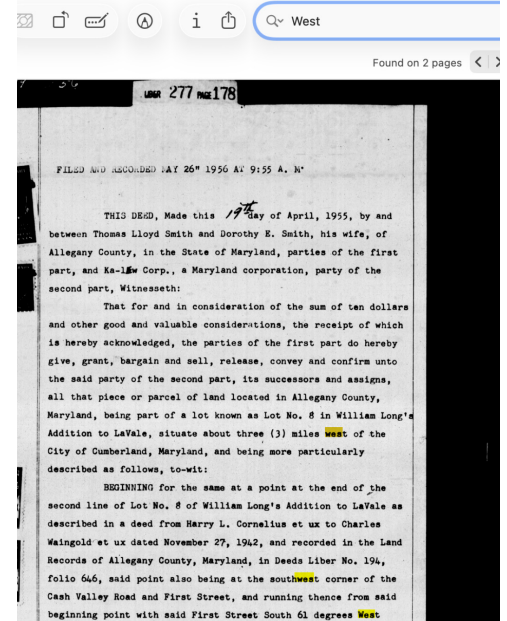 West
Found on 2 pages
LIBER 277 PAGE 178
FILED AND RECORDED MAY 26" 1956 AT 9:55 A. M"
THIS DEED, Made this 19th day of April, 1955, by and
between Thomas Lloyd Smith and Dorothy E. Smith, his wife, of
Allegany County, in the State of Maryland, parties of the first
part, and Ka-law Corp., a Maryland corporation, party of the
second part, Witnesseth:
That for and in consideration of the sum of ten dollars
and other good and valuable considerations, the receipt of which
is hereby acknowledged, the parties of the first part do hereby
give, grant, bargain and sell, release, convey and confirm unto
the said party of the second part, its successors and assigns,
all that piece or parcel of land located in Allegany County,
Maryland, being part of a lot known as Lot No. 8 in William Long's
Addition to LaVale, situate about three (3) miles west of the
City of Cumberland, Maryland, and being more particularly
described as follows, to-wit:
BEGINNING for the same at a point at the end of the
second line of Lot No. 8 of William Long's Addition to LaVale as
described in a deed from Harry L. Cornelius et ux to Charles
Waingold et ux dated November 27, 1942, and recorded in the Land
Records of Allegany County, Maryland, in Deeds Liber No. 194,
folio 646, said point also being at the southwest corner of the
Cash Valley Road and First Street, and running thence from said
beginning point with said First Street South 61 degrees West